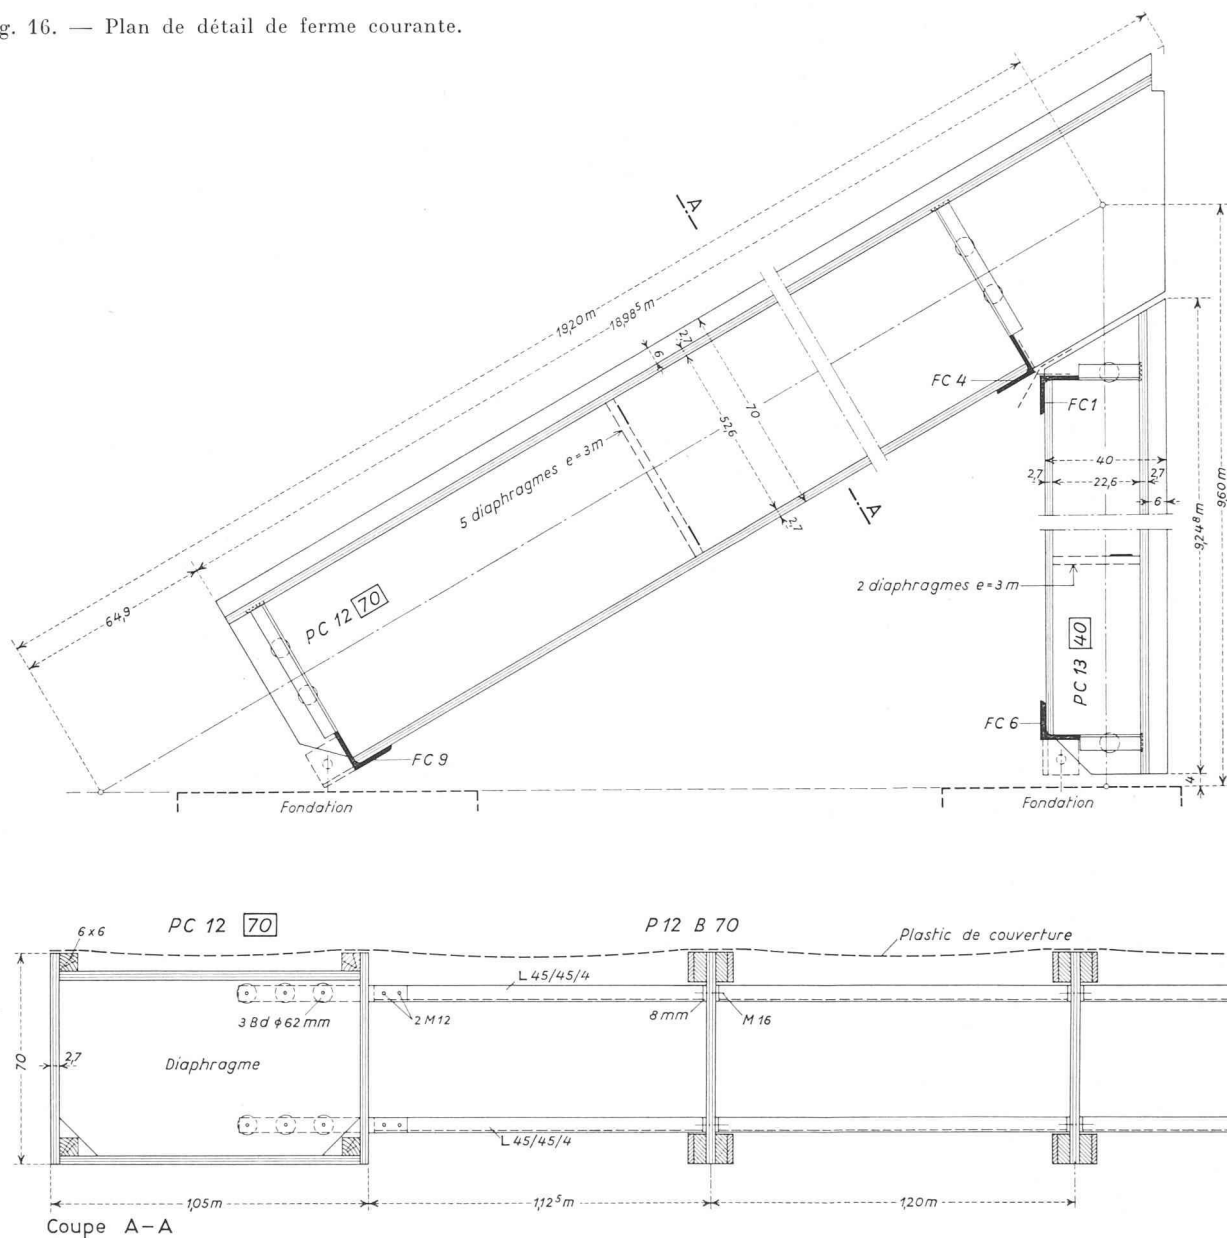 g. 16. — Plan de détail de ferme courante.
19,20 m
18,98⁵ m
A
64,9
6
2,7
70
52,6
2,7
A
5 diaphragmes e=3m
PC 12 70
FC 4
FC 1
40
2,7
22,6
2,7
6
9,24⁸ m
9,60 m
2 diaphragmes e=3m
PC 13 40
FC 6
FC 9
4
Fondation
Fondation
PC 12 70
P 12 B 70
6 x 6
Plastic de couverture
L 45/45/4
3 Bd ϕ 62 mm
2 M 12
8 mm
M 16
70
2,7
Diaphragme
L 45/45/4
1,05 m
1,12⁵ m
1,20 m
Coupe A-A